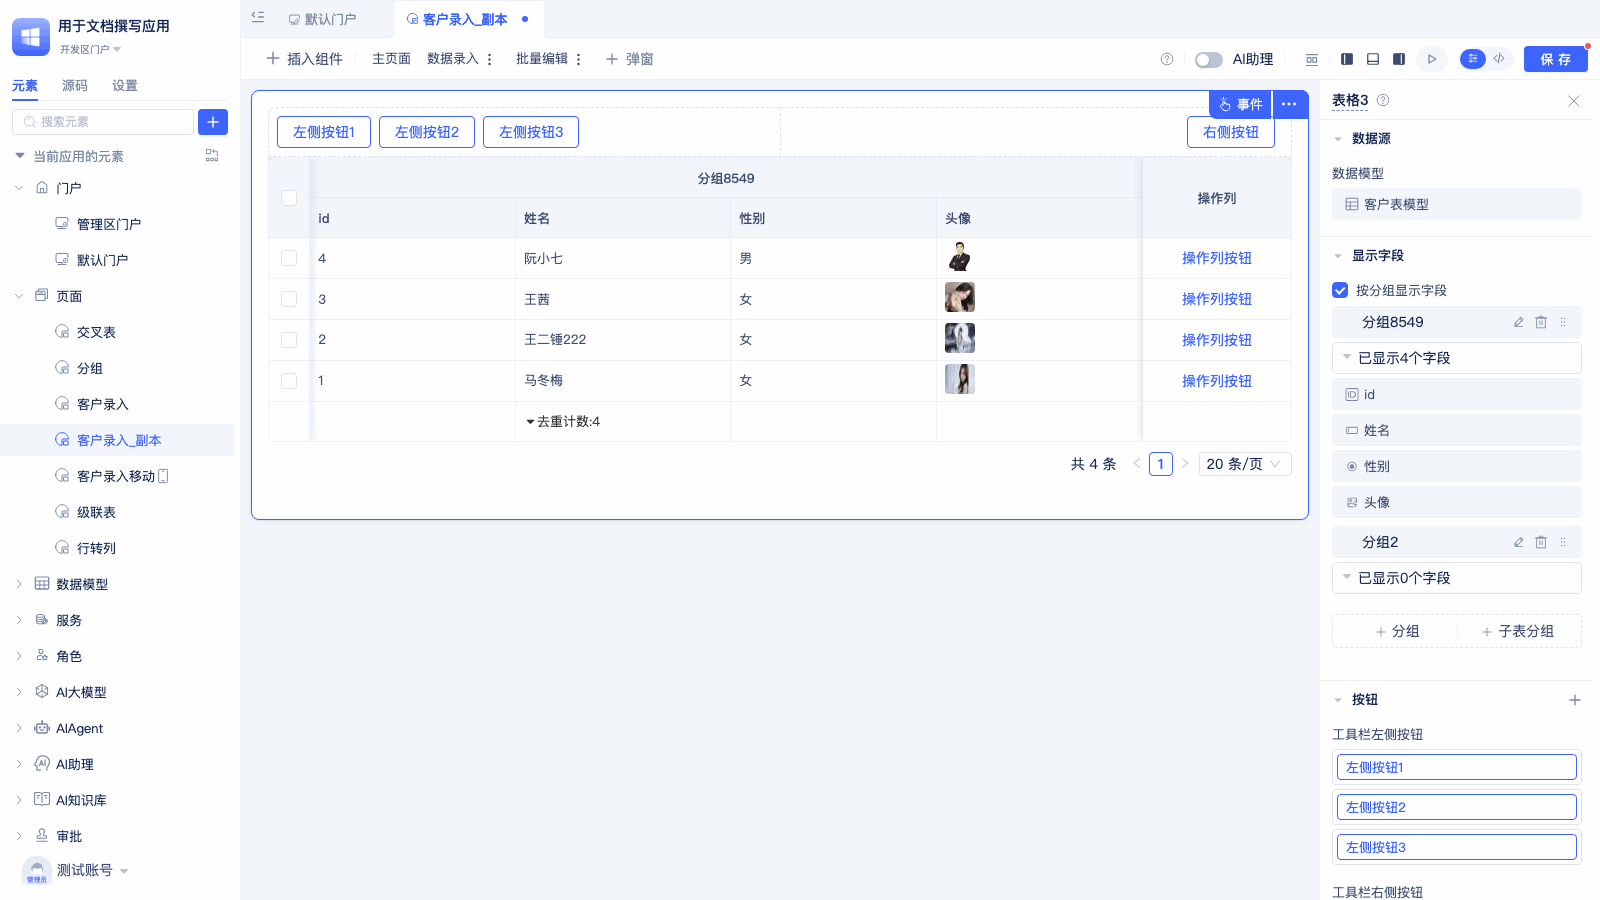 用于文档撰写应用
开发区门户
元素 源码 设置
搜索元素
当前应用的元素
门户
管理区门户
默认门户
页面
交叉表
分组
客户录入
客户录入_副本
客户录入移动
级联表
行转列
数据模型
服务
角色
AI大模型
AIAgent
AI助理
AI知识库
审批
管理员
测试账号
默认门户 客户录入_副本
插入组件 主页面 数据录入 批量编辑 弹窗 AI助理 保存
事件
左侧按钮1 左侧按钮2 左侧按钮3 右侧按钮
分组8549 操作列
id 姓名 性别 头像
4 阮小七 男 操作列按钮
3 王茜 女 操作列按钮
2 王二锤222 女 操作列按钮
1 马冬梅 女 操作列按钮
去重计数:4
共 4 条 1 20 条/页
表格3
数据源
数据模型
客户表模型
显示字段
按分组显示字段
分组8549
已显示4个字段
ID id
姓名
性别
头像
分组2
已显示0个字段
分组 子表分组
按钮
工具栏左侧按钮
左侧按钮1
左侧按钮2
左侧按钮3
工具栏右侧按钮